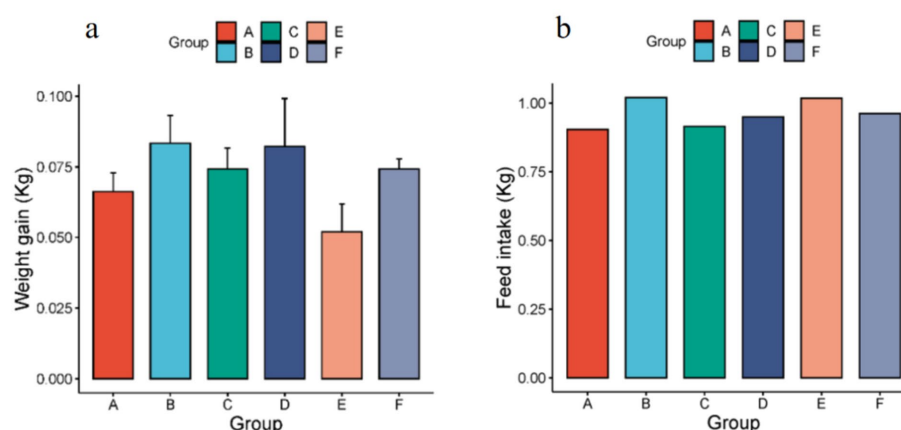 a
Group A C E
B D F
Weight gain (Kg)
0.100
0.075
0.050
0.025
0.000
A B C D E F
Group
b
Group A C E
B D F
Feed intake (Kg)
1.00
0.75
0.50
0.25
0.00
A B C D E F
Group